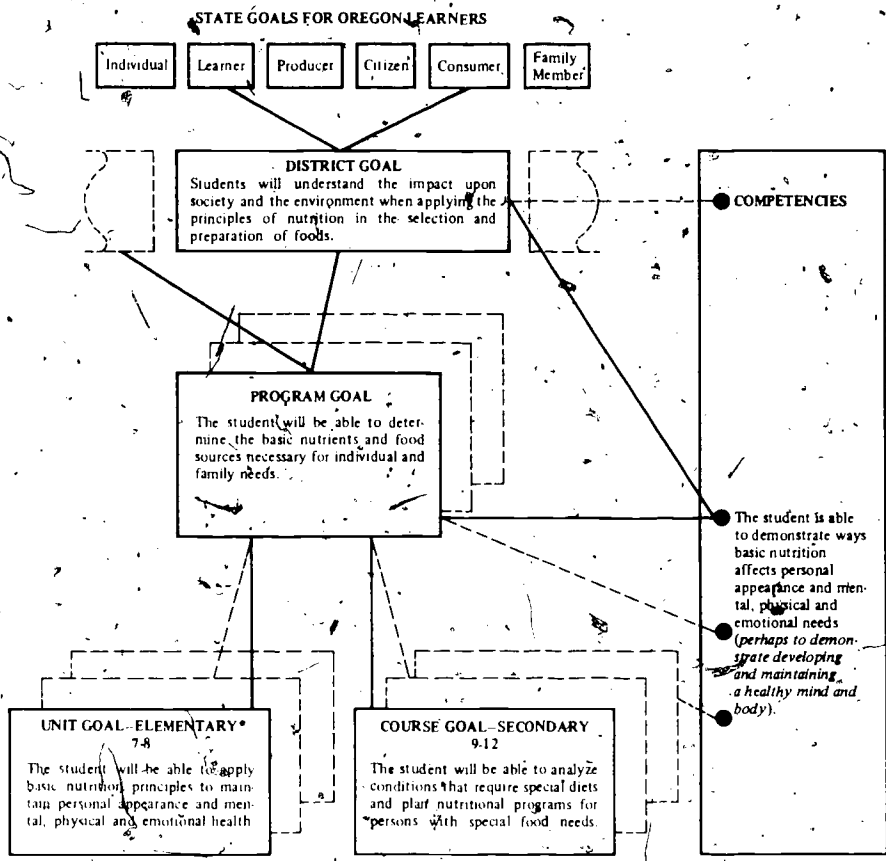 STATE GOALS FOR OREGON LEARNERS
Individual
Learner
Producer
Citizen
Consumer
Family
Member
DISTRICT GOAL
Students will understand the impact upon
society and the environment when applying the
principles of nutrition in the selection and
preparation of foods.
COMPETENCIES
PROGRAM GOAL
The student will be able to deter-
mine the basic nutrients and food
sources necessary for individual and
family needs.
The student is able
to demonstrate ways
basic nutrition
affects personal
appearance and men-
tal, physical and
emotional needs
(perhaps to demon-
strate developing
and maintaining
a healthy mind and
body).
UNIT GOAL–ELEMENTARY*
7-8
The student will be able to apply
basic nutrition principles to main-
tain personal appearance and men-
tal, physical and emotional health
COURSE GOAL–SECONDARY
9-12
The student will be able to analyze
conditions that require special diets
and plan nutritional programs for
persons with special food needs.